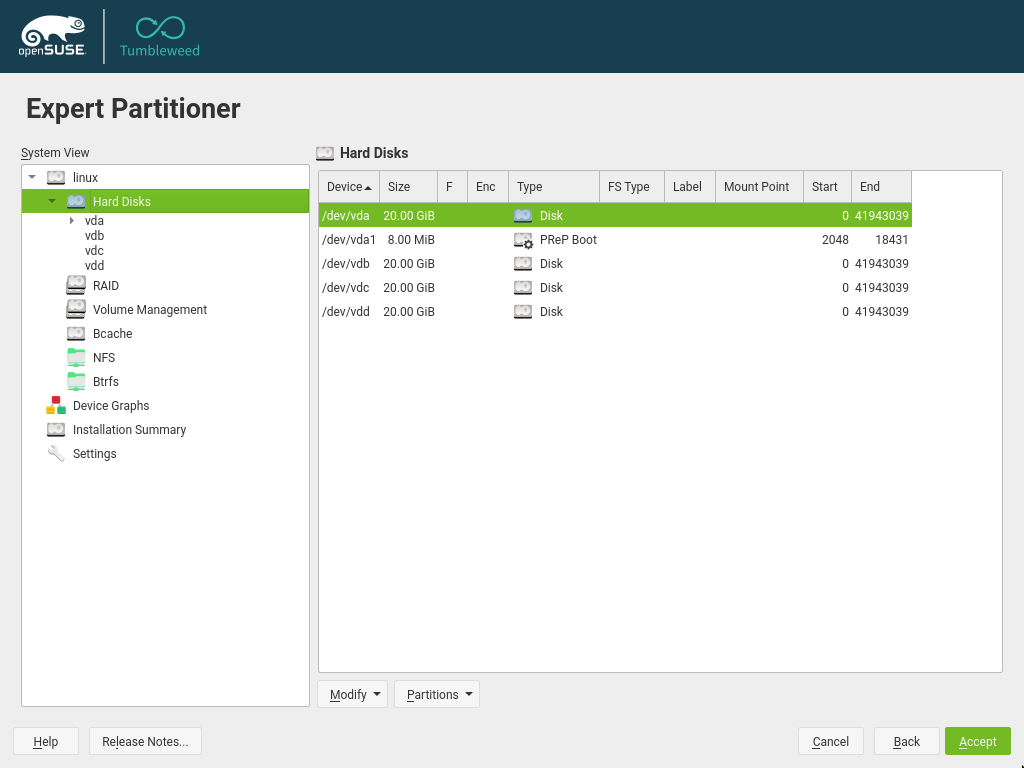 openSUSE
Tumbleweed
Expert Partitioner
System View
linux
Hard Disks
vda
vdb
vdc
vdd
RAID
Volume Management
Bcache
NFS
Btrfs
Device Graphs
Installation Summary
Settings
Hard Disks
Device Size F Enc Type FS Type Label Mount Point Start End
/dev/vda 20.00 GiB Disk 0 41943039
/dev/vda1 8.00 MiB PReP Boot 2048 18431
/dev/vdb 20.00 GiB Disk 0 41943039
/dev/vdc 20.00 GiB Disk 0 41943039
/dev/vdd 20.00 GiB Disk 0 41943039
Modify Partitions
Help Release Notes... Cancel Back Accept